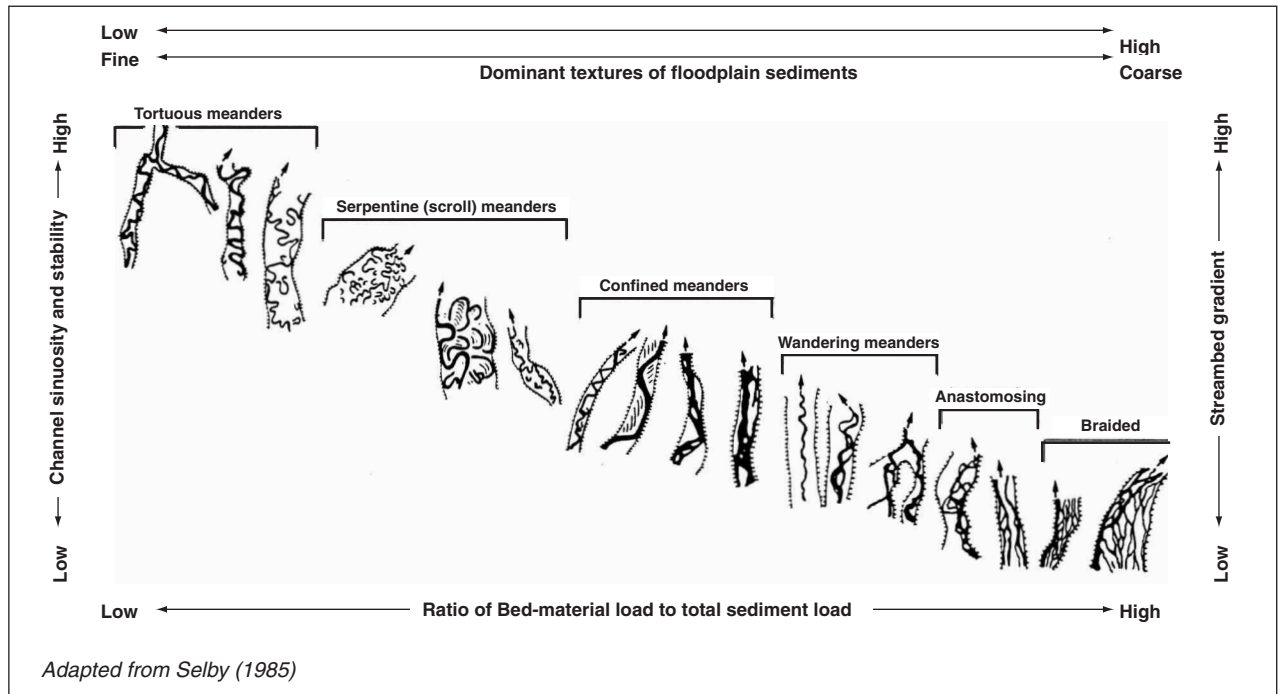 Low
High
Fine
Dominant textures of floodplain sediments
Coarse
Tortuous meanders
Serpentine (scroll) meanders
Confined meanders
Wandering meanders
Anastomosing
Braided
High
Channel sinuosity and stability
Low
High
Streambed gradient
Low
Low
Ratio of Bed-material load to total sediment load
High
Adapted from Selby (1985)